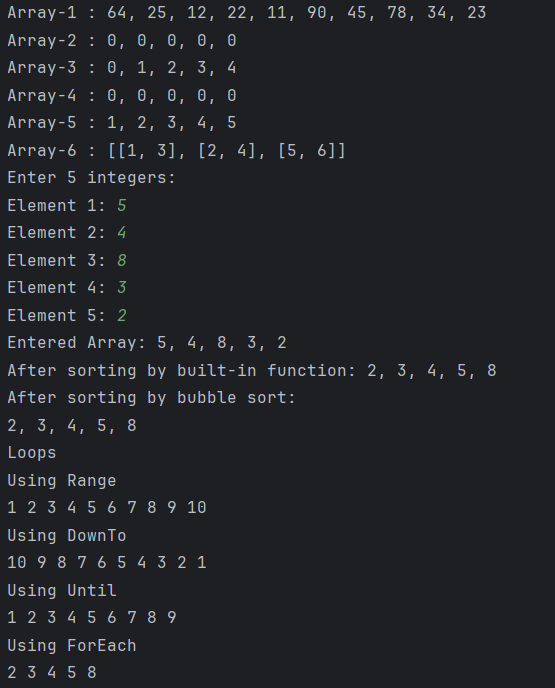 Array-1 : 64, 25, 12, 22, 11, 90, 45, 78, 34, 23
Array-2 : 0, 0, 0, 0, 0
Array-3 : 0, 1, 2, 3, 4
Array-4 : 0, 0, 0, 0, 0
Array-5 : 1, 2, 3, 4, 5
Array-6 : [[1, 3], [2, 4], [5, 6]]
Enter 5 integers:
Element 1: 5
Element 2: 4
Element 3: 8
Element 4: 3
Element 5: 2
Entered Array: 5, 4, 8, 3, 2
After sorting by built-in function: 2, 3, 4, 5, 8
After sorting by bubble sort:
2, 3, 4, 5, 8
Loops
Using Range
1 2 3 4 5 6 7 8 9 10
Using DownTo
10 9 8 7 6 5 4 3 2 1
Using Until
1 2 3 4 5 6 7 8 9
Using ForEach
2 3 4 5 8